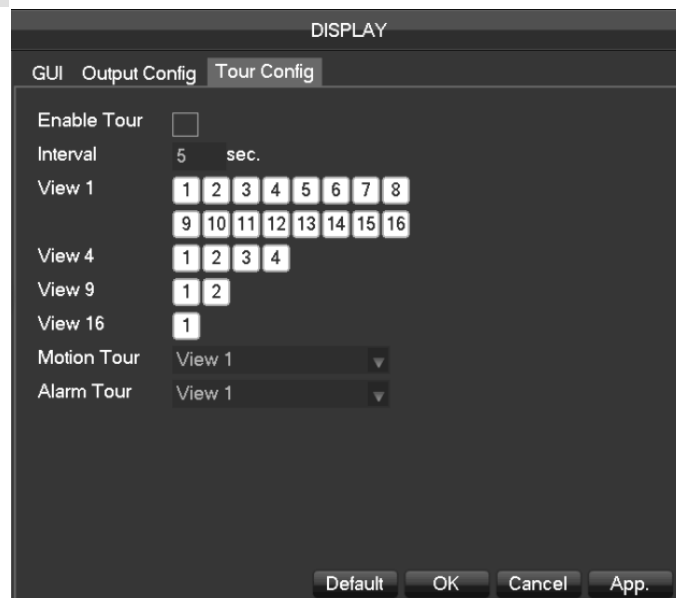 DISPLAY
GUI Output Config Tour Config
Enable Tour
Interval 5 sec.
View 1 1 2 3 4 5 6 7 8
9 10 11 12 13 14 15 16
View 4 1 2 3 4
View 9 1 2
View 16 1
Motion Tour View 1
Alarm Tour View 1
Default OK Cancel App.